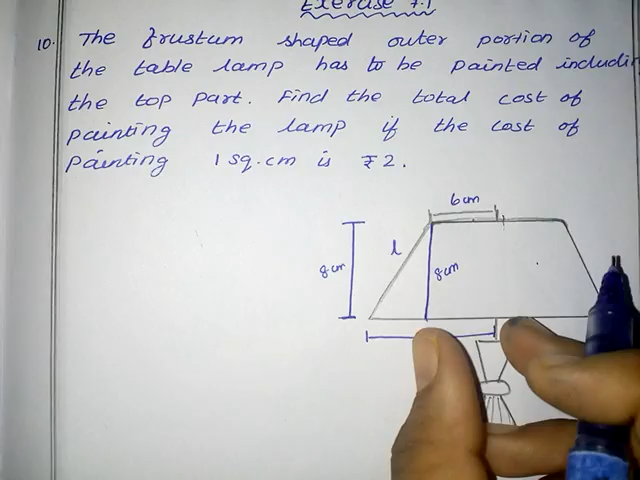 Exercise 7.1
10. The frustum shaped outer portion of
the table lamp has to be painted includin
the top part. Find the total cost of
painting the lamp if the cost of
painting 1 sq.cm is ₹2.
6cm
l
8cm
8cm